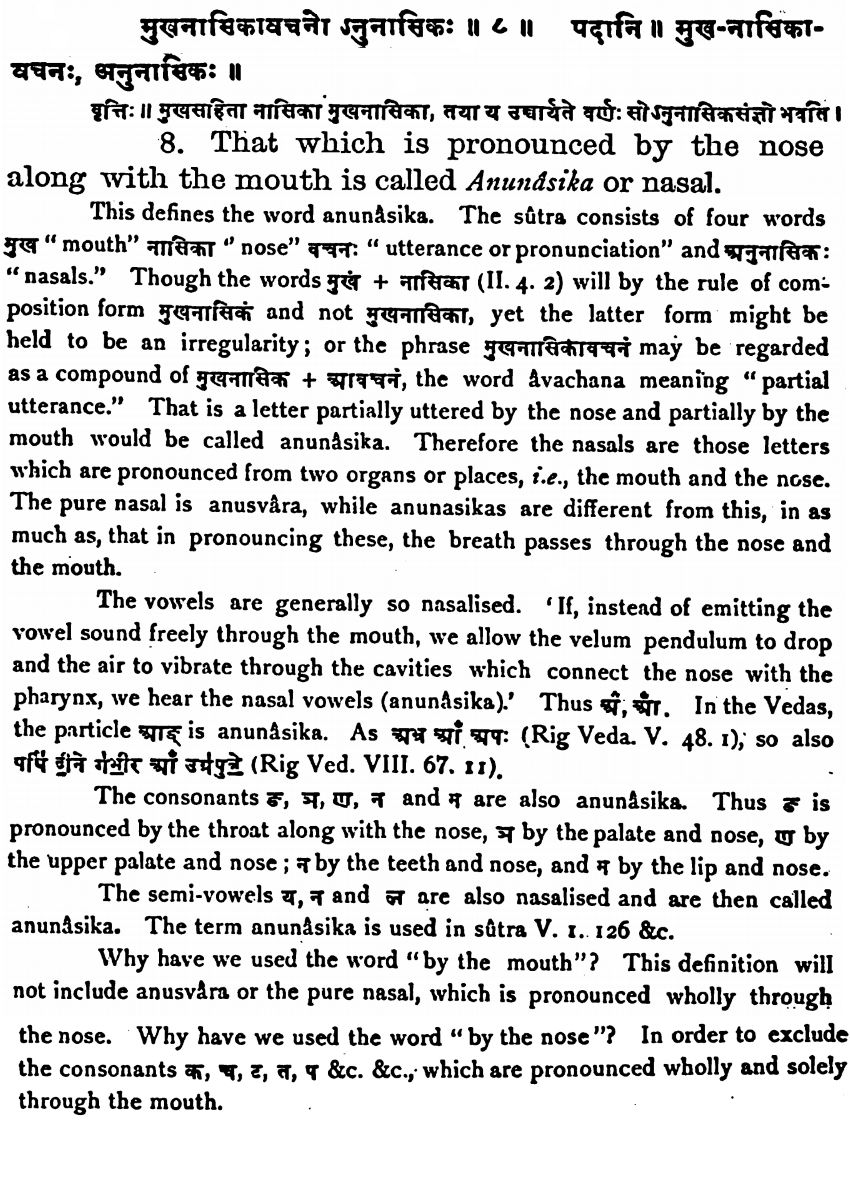 मुखनासिकावचनो ऽनुनासिकः ॥ ८ ॥ पदानि ॥ मुख-नासिका-
वचनः, अनुनासिकः ॥
वृत्तिः ॥ मुखसहिता नासिका मुखनासिका, तया य उच्चार्यते वर्णः सोऽनुनासिकसंज्ञो भवति ।
8. That which is pronounced by the nose
along with the mouth is called Anunâsika or nasal.
This defines the word anunâsika. The sûtra consists of four words
मुख “mouth” नासिका “nose” वचनः “utterance or pronunciation” and अनुनासिकः
“nasals.” Though the words मुखं + नासिका (II. 4. 2) will by the rule of com-
position form मुखनासिकं and not मुखनासिका, yet the latter form might be
held to be an irregularity; or the phrase मुखनासिकावचनं may be regarded
as a compound of मुखनासिक + आवचनं, the word âvachana meaning “partial
utterance.” That is a letter partially uttered by the nose and partially by the
mouth would be called anunâsika. Therefore the nasals are those letters
which are pronounced from two organs or places, i.e., the mouth and the nose.
The pure nasal is anusvâra, while anunasikas are different from this, in as
much as, that in pronouncing these, the breath passes through the nose and
the mouth.
The vowels are generally so nasalised. ‘If, instead of emitting the
vowel sound freely through the mouth, we allow the velum pendulum to drop
and the air to vibrate through the cavities which connect the nose with the
pharynx, we hear the nasal vowels (anunâsika).’ Thus अँ, आँ. In the Vedas,
the particle आङ् is anunâsika. As अभ्र आँ अपः (Rig Veda. V. 48. 1); so also
गभीर आँ (Rig Ved. VIII. 67. 11).
The consonants ङ, ञ, ण, न and म are also anunâsika. Thus ङ is
pronounced by the throat along with the nose, ञ by the palate and nose, ण by
the upper palate and nose; न by the teeth and nose, and म by the lip and nose.
The semi-vowels य, न and ल are also nasalised and are then called
anunâsika. The term anunâsika is used in sûtra V. 1. 126 &c.
Why have we used the word “by the mouth”? This definition will
not include anusvâra or the pure nasal, which is pronounced wholly through
the nose. Why have we used the word “by the nose”? In order to exclude
the consonants क, च, ट, त, प &c. &c., which are pronounced wholly and solely
through the mouth.